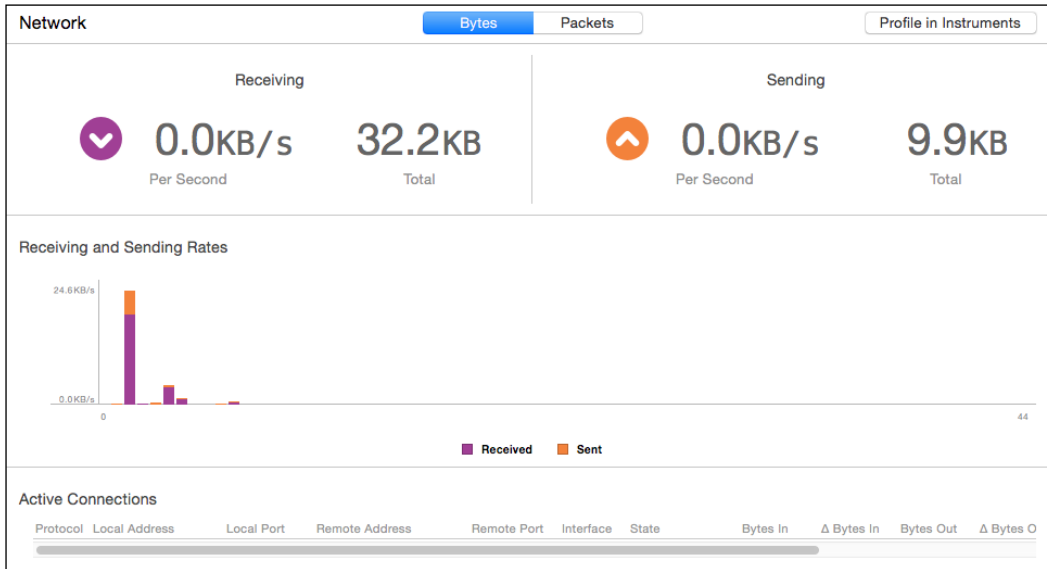 Network Bytes Packets Profile in Instruments
Receiving Sending
0.0KB/s 32.2KB 0.0KB/s 9.9KB
Per Second Total Per Second Total
Receiving and Sending Rates
24.6KB/s
0.0KB/s
0 44
Received Sent
Active Connections
Protocol Local Address Local Port Remote Address Remote Port Interface State Bytes In Δ Bytes In Bytes Out Δ Bytes O